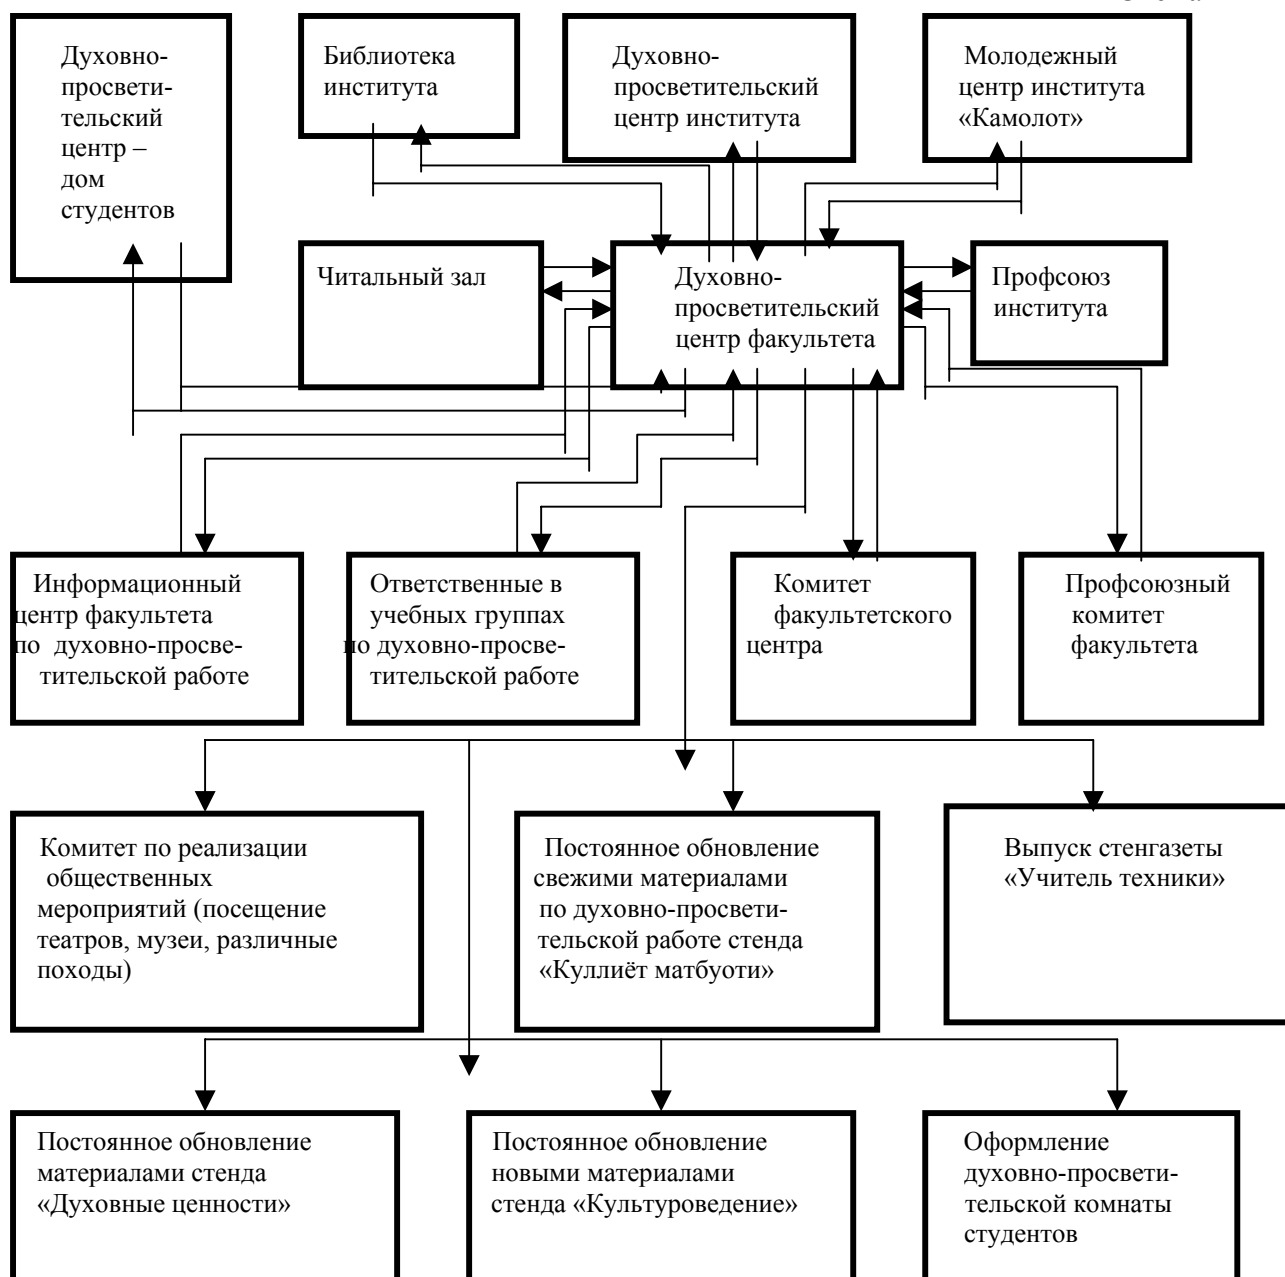 Духовно-
просвети-
тельский
центр –
дом
студентов
Библиотека
института
Духовно-
просветительский
центр института
Молодежный
центр института
«Камолот»
Читальный зал
Духовно-
просветительский
центр факультета
Профсоюз
института
Информационный
центр факультета
по духовно-просве-
тительской работе
Ответственные в
учебных группах
по духовно-просве-
тительской работе
Комитет
факультетского
центра
Профсоюзный
комитет
факультета
Комитет по реализации
общественных
мероприятий (посещение
театров, музеи, различные
походы)
Постоянное обновление
свежими материалами
по духовно-просвети-
тельской работе стенда
«Куллиёт матбуоти»
Выпуск стенгазеты
«Учитель техники»
Постоянное обновление
материалами стенда
«Духовные ценности»
Постоянное обновление
новыми материалами
стенда «Культуроведение»
Оформление
духовно-просвети-
тельской комнаты
студентов